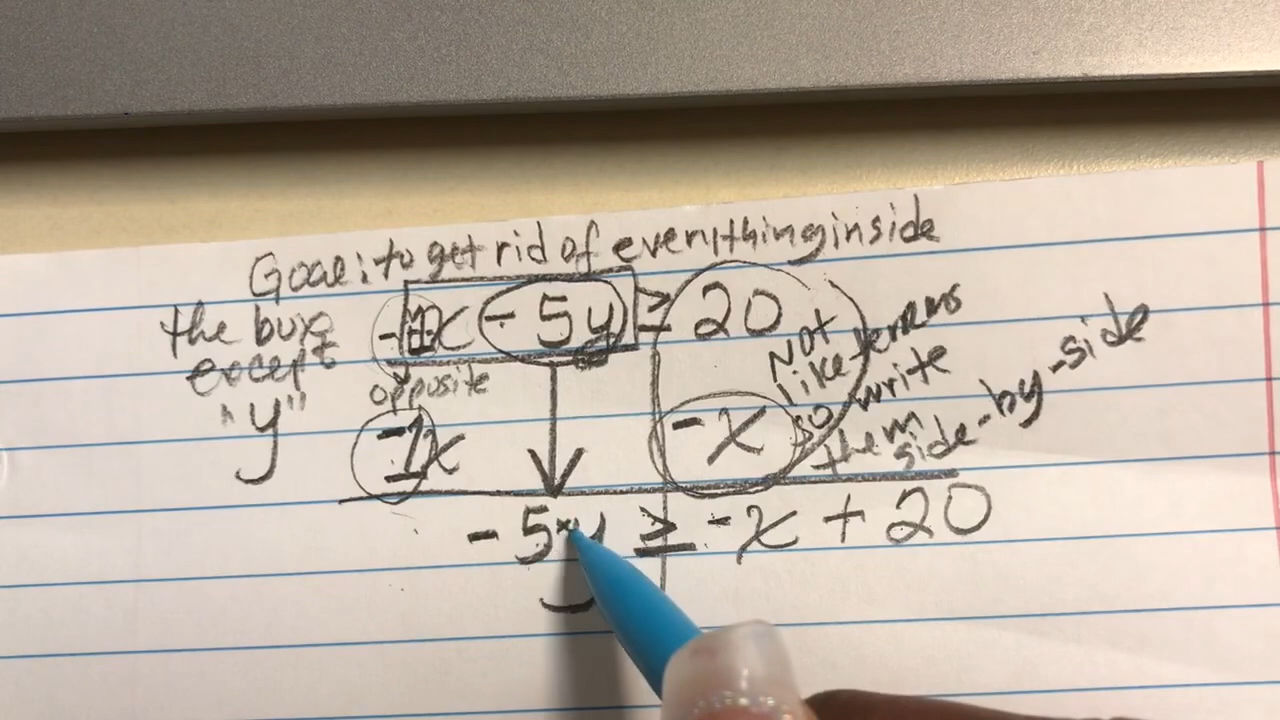 Goal: to get rid of everything inside
the box
except
"y"
1x - 5y ≥ 20
opposite
Not
like terms
so write
them side-by-side
-1x -x
-5*y ≥ -x + 20